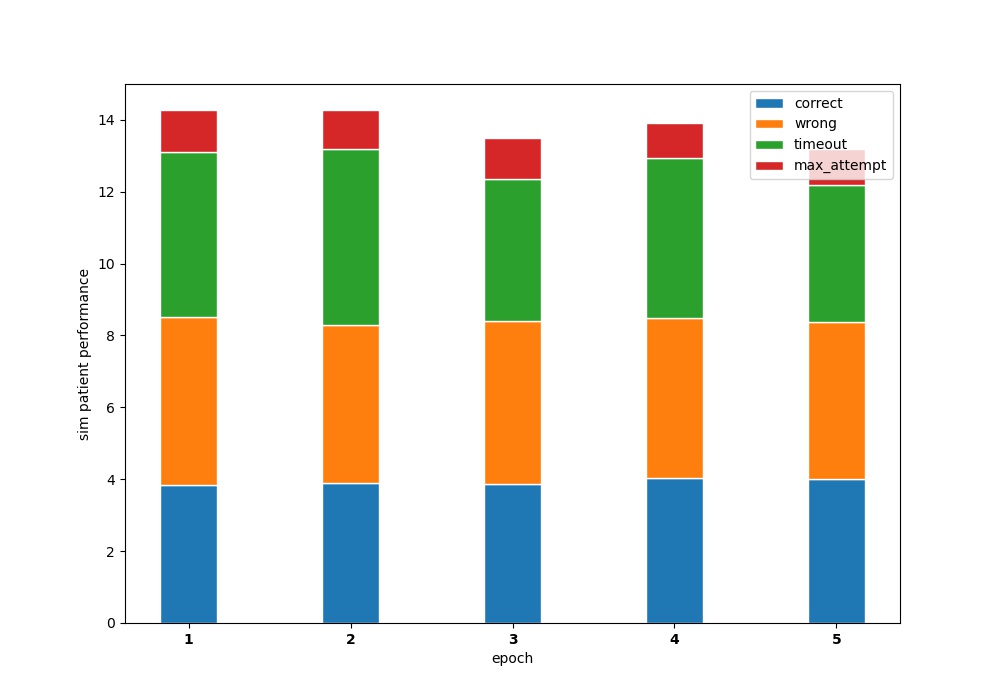 correct
wrong
timeout
max_attempt
14
12
10
8
6
4
2
0
sim patient performance
1 2 3 4 5
epoch